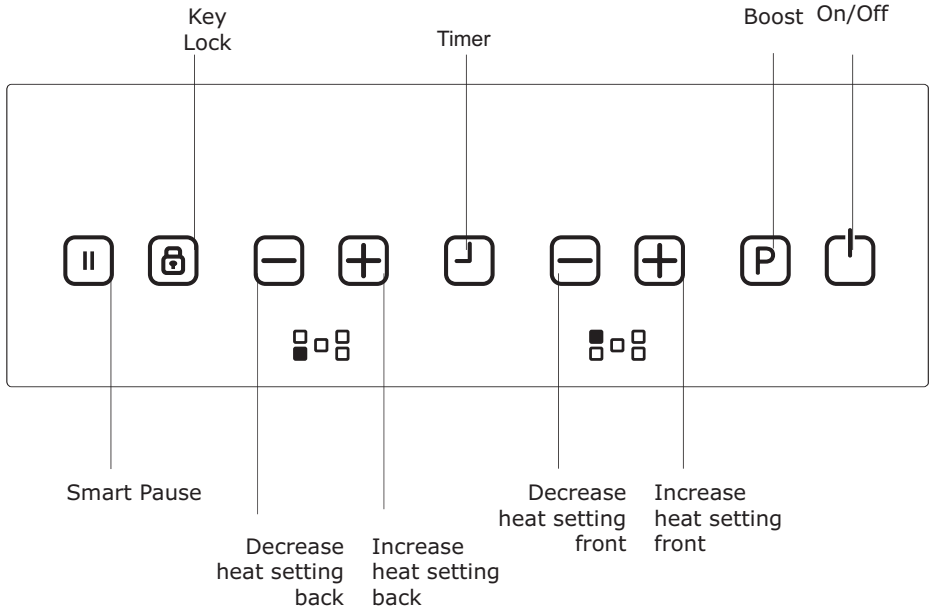 Key
Lock
Timer
Boost
On/Off
P
Smart Pause
Decrease
heat setting
front
Increase
heat setting
front
Decrease
heat setting
back
Increase
heat setting
back